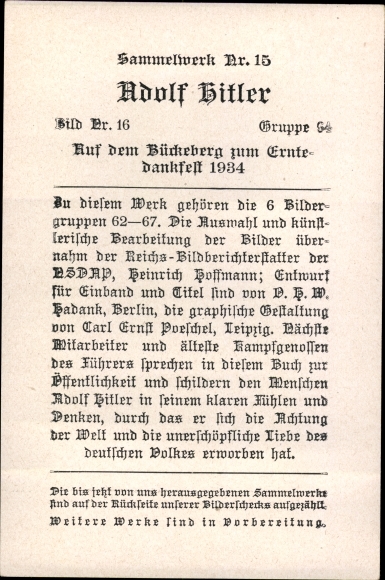 Sammelwerk Nr. 15
Adolf Hitler
Bild Nr. 16 Gruppe 64
Auf dem Bückeberg zum Ernte-
dankfest 1934
Zu diesem Werk gehören die 6 Bilder-
gruppen 62—67. Die Auswahl und künst-
lerische Bearbeitung der Bilder über-
nahm der Reichs-Bildberichterstatter der
NSDAP, Heinrich Hoffmann; Entwurf
für Einband und Titel sind von O. H. W.
Hadank, Berlin, die graphische Gestaltung
von Carl Ernst Poeschel, Leipzig. Nächste
Mitarbeiter und älteste Kampfgenossen
des Führers sprechen in diesem Buch zur
Öffentlichkeit und schildern den Menschen
Adolf Hitler in seinem klaren Fühlen und
Denken, durch das er sich die Achtung
der Welt und die unerschöpfliche Liebe des
deutschen Volkes erworben hat.
Die bis jetzt von uns herausgegebenen Sammelwerke
sind auf der Rückseite unserer Bilderschecks aufgezählt.
Weitere Werke sind in Vorbereitung.